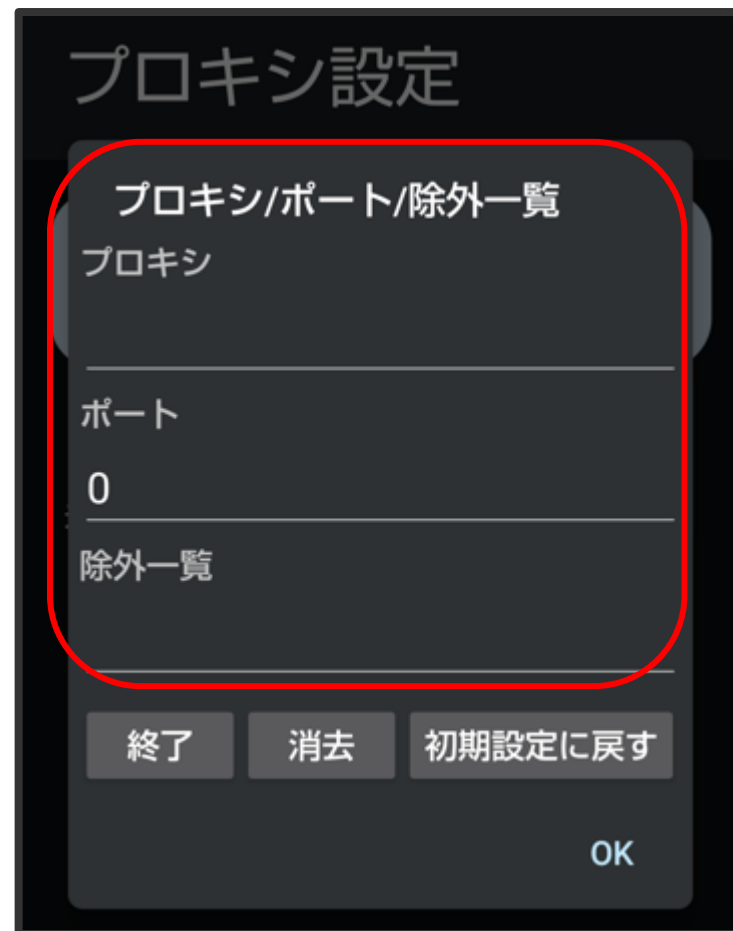 プロキシ設定
プロキシ/ポート/除外一覧
プロキシ
ポート
0
除外一覧
終了 消去 初期設定に戻す
OK